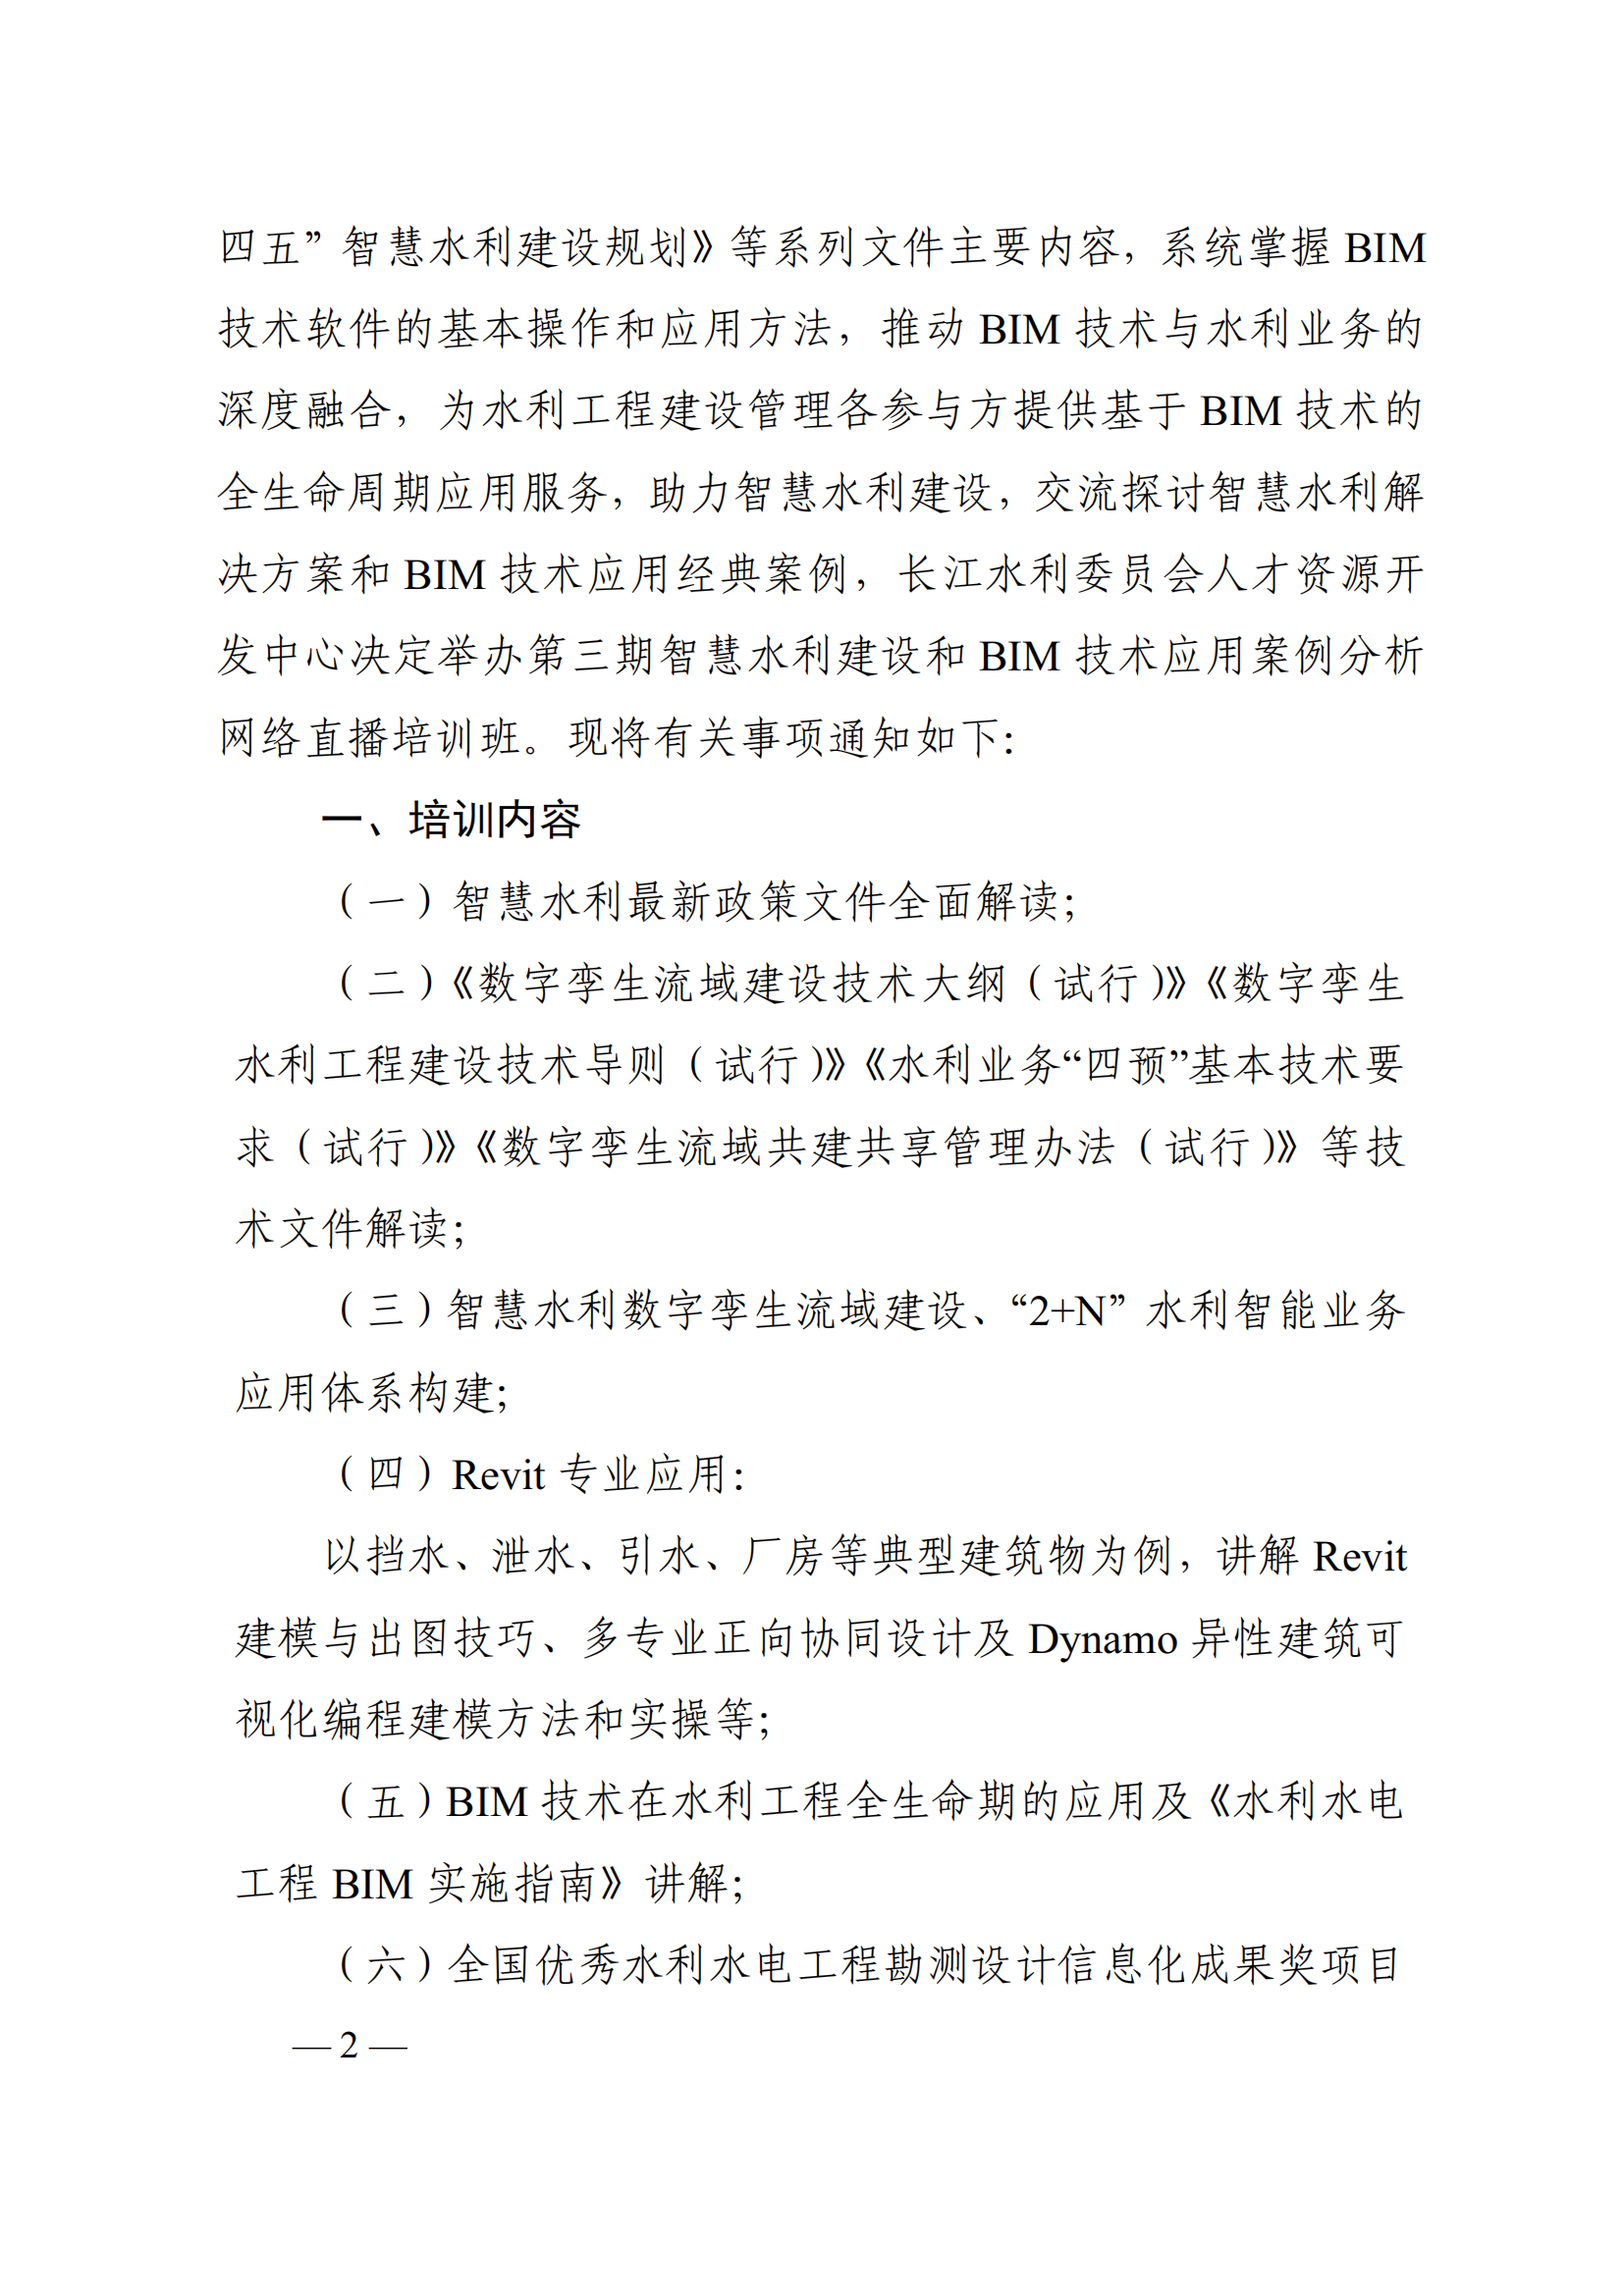 四五”智慧水利建设规划》等系列文件主要内容，系统掌握 BIM
技术软件的基本操作和应用方法，推动 BIM 技术与水利业务的
深度融合，为水利工程建设管理各参与方提供基于 BIM 技术的
全生命周期应用服务，助力智慧水利建设，交流探讨智慧水利解
决方案和 BIM 技术应用经典案例，长江水利委员会人才资源开
发中心决定举办第三期智慧水利建设和 BIM 技术应用案例分析
网络直播培训班。现将有关事项通知如下：
一、培训内容
（一）智慧水利最新政策文件全面解读；
（二）《数字孪生流域建设技术大纲（试行）》《数字孪生
水利工程建设技术导则（试行）》《水利业务“四预”基本技术要
求（试行）》《数字孪生流域共建共享管理办法（试行）》等技
术文件解读；
（三）智慧水利数字孪生流域建设、“2+N”水利智能业务
应用体系构建；
（四）Revit 专业应用：
以挡水、泄水、引水、厂房等典型建筑物为例，讲解 Revit
建模与出图技巧、多专业正向协同设计及 Dynamo 异性建筑可
视化编程建模方法和实操等；
（五）BIM 技术在水利工程全生命期的应用及《水利水电
工程 BIM 实施指南》讲解；
（六）全国优秀水利水电工程勘测设计信息化成果奖项目
— 2 —